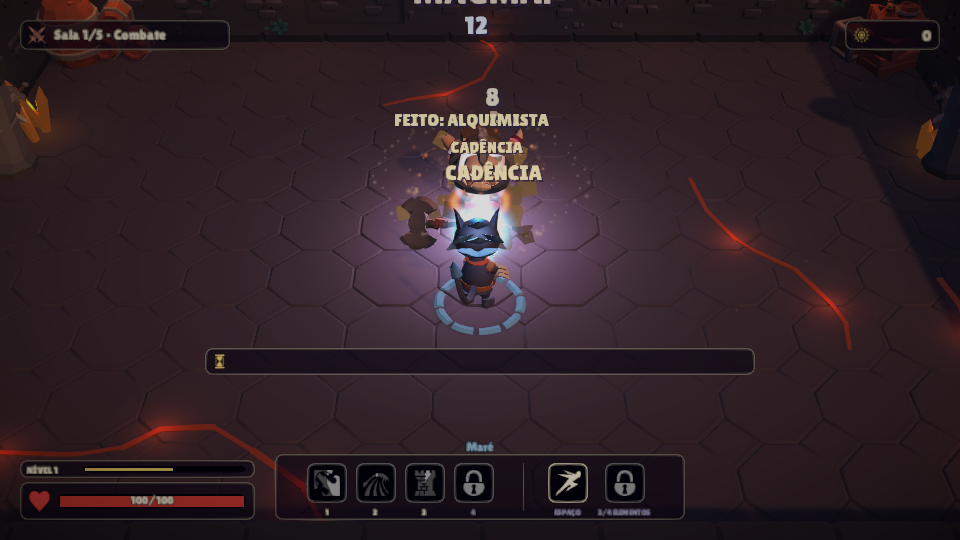 12
Sala 1/5 · Combate
0
8
FEITO: ALQUIMISTA
CADÊNCIA
CADÊNCIA
Maré
NÍVEL 1
100/100
1
2
3
4
ESPAÇO
3/4 ELEMENTOS